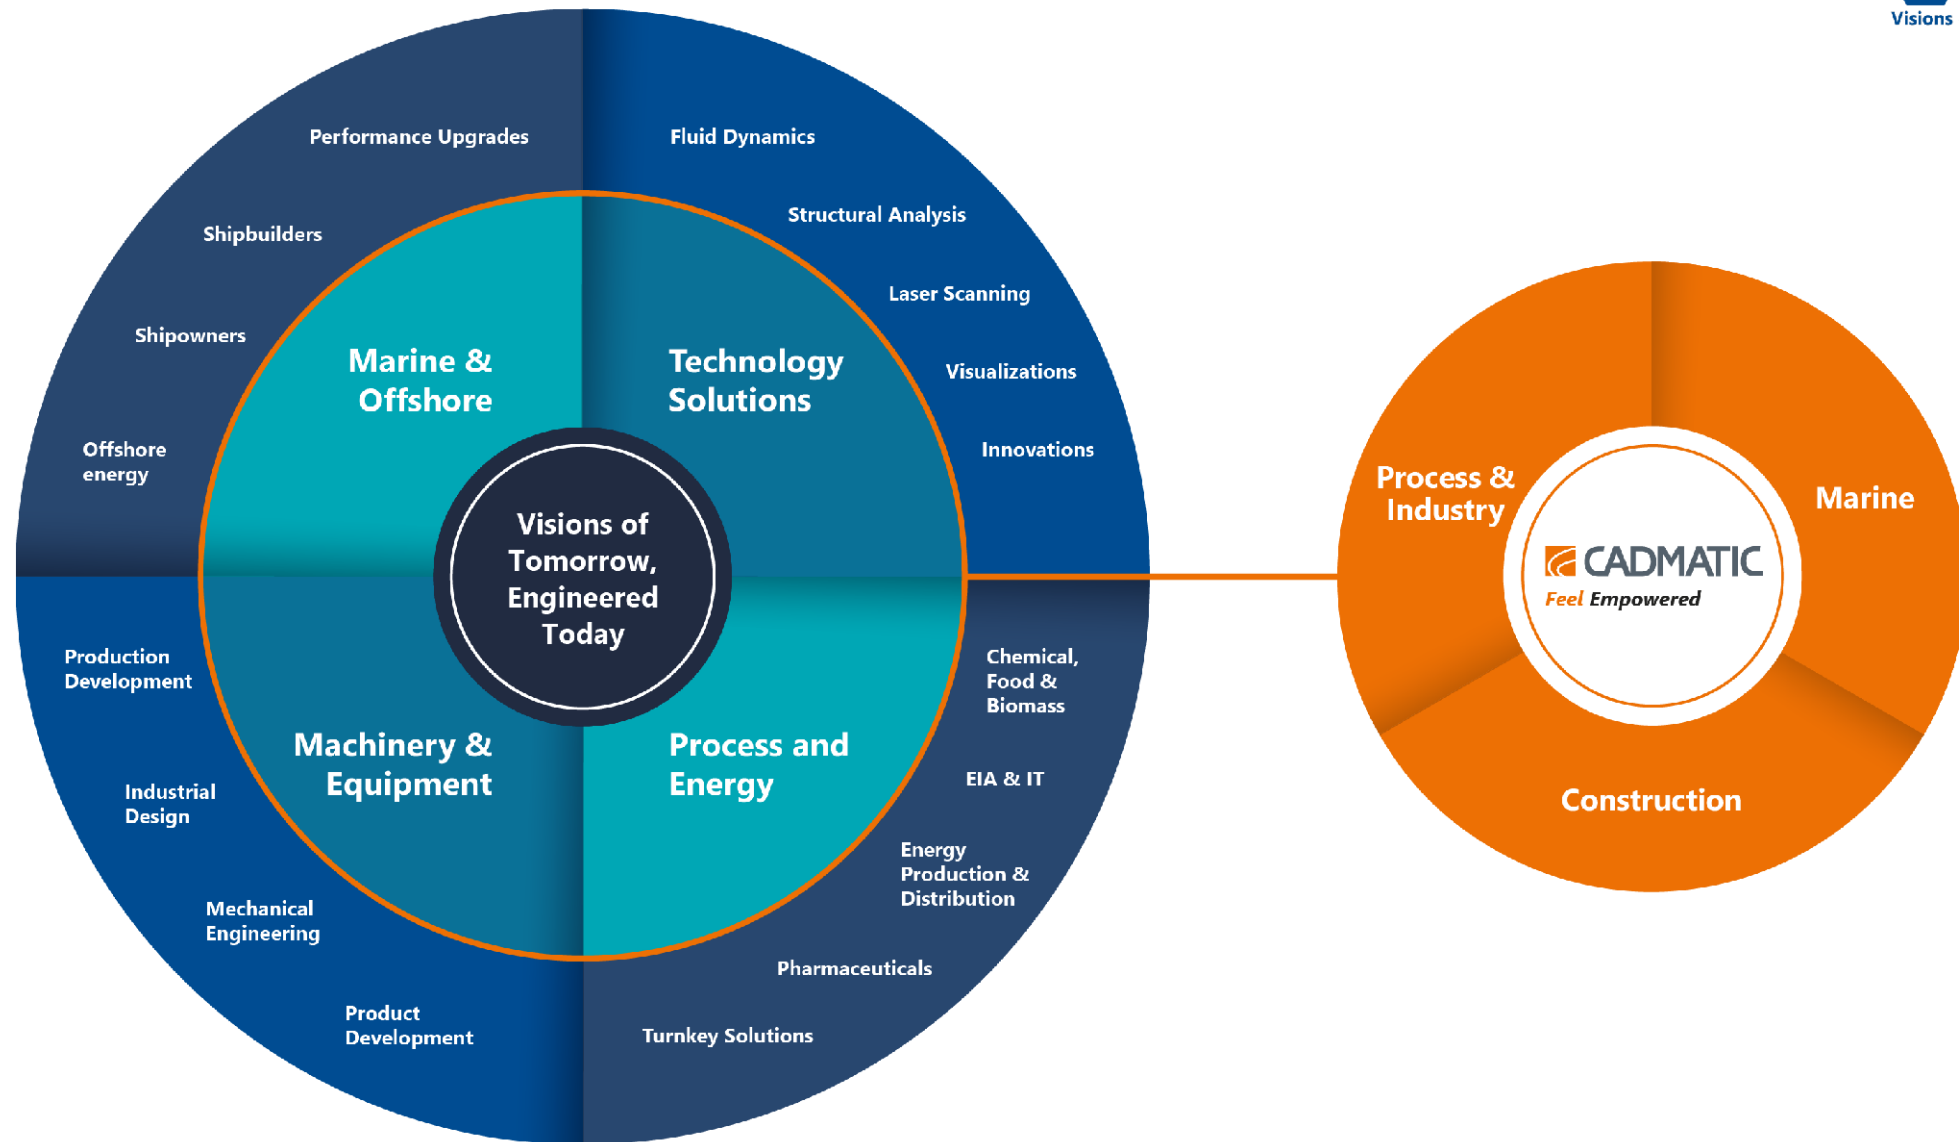 Visions
Performance Upgrades
Shipbuilders
Shipowners
Offshore
energy
Fluid Dynamics
Structural Analysis
Laser Scanning
Visualizations
Innovations
Marine &
Offshore
Technology
Solutions
Visions of
Tomorrow,
Engineered
Today
Machinery &
Equipment
Process and
Energy
Production
Development
Industrial
Design
Mechanical
Engineering
Product
Development
Chemical,
Food &
Biomass
EIA & IT
Energy
Production &
Distribution
Pharmaceuticals
Turnkey Solutions
Process &
Industry
Marine
CADMATIC
Feel Empowered
Construction